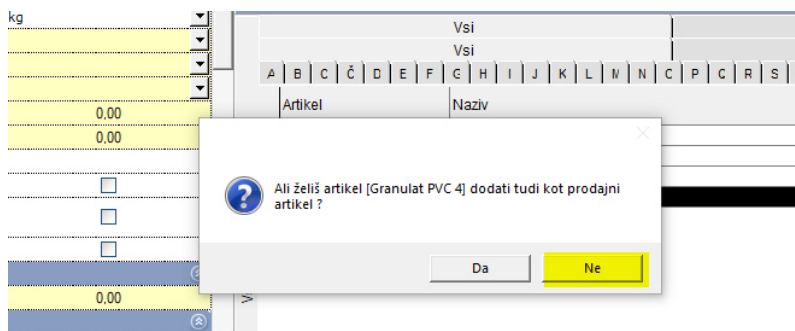 kg
Vsi
Vsi
A B C Č D E F G H I J K L M N O P C R S
Artikel Naziv
0,00
0,00
Ali želiš artikel [Granulat PVC 4] dodati tudi kot prodajni
artikel ?
Da Ne
0,00